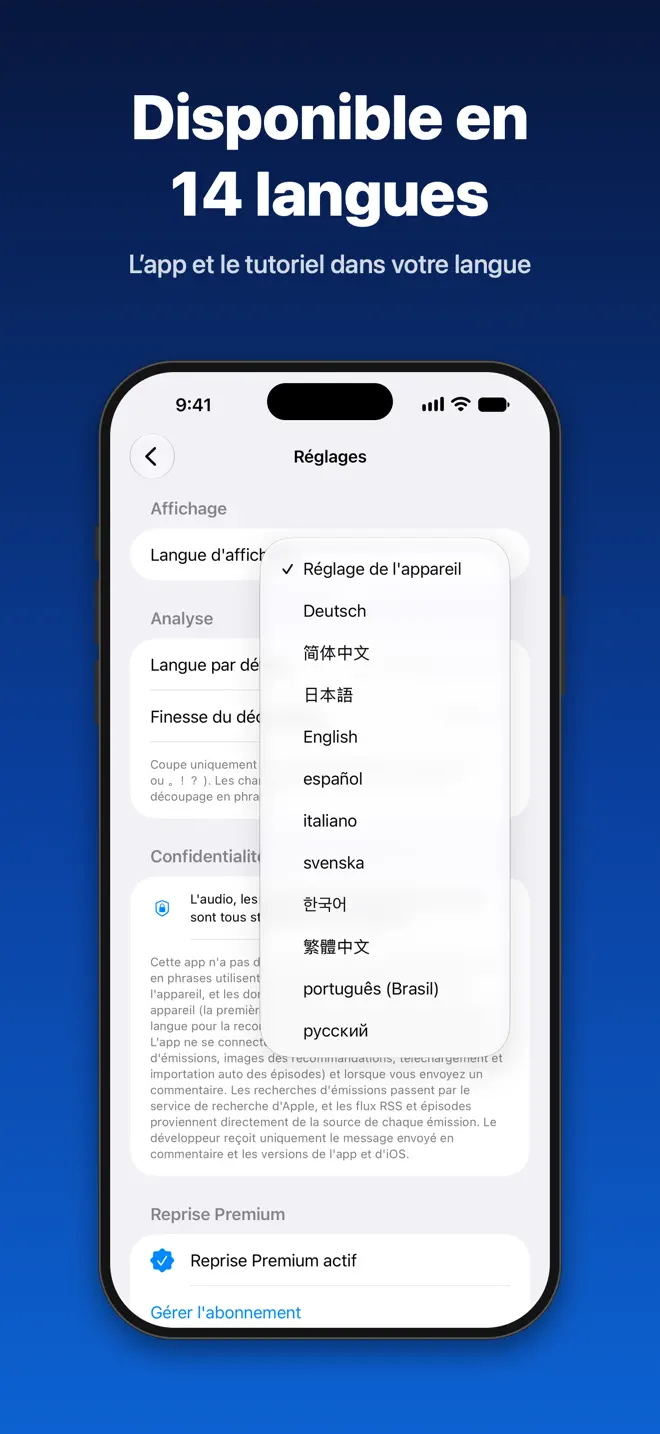 Disponible en
14 langues
L'app et le tutoriel dans votre langue
9:41
Réglages
Affichage
Langue d'affich
Réglage de l'appareil
Deutsch
简体中文
日本語
English
español
italiano
svenska
한국어
繁體中文
português (Brasil)
русский
Analyse
Langue par dé
Finesse du déc
Coupe uniquement
ou 。！？). Les cha
découpage en phra
Confidentialité
L'audio, les
sont tous st
Cette app n'a pas d
en phrases utilisent
l'appareil, et les do
appareil (la premièr
langue pour la reco
L'app ne se connect
d'émissions, images des recommandations, téléchargement et
importation auto des épisodes) et lorsque vous envoyez un
commentaire. Les recherches d'émissions passent par le
service de recherche d'Apple, et les flux RSS et épisodes
proviennent directement de la source de chaque émission. Le
développeur reçoit uniquement le message envoyé en
commentaire et les versions de l'app et d'iOS.
Reprise Premium
Reprise Premium actif
Gérer l'abonnement